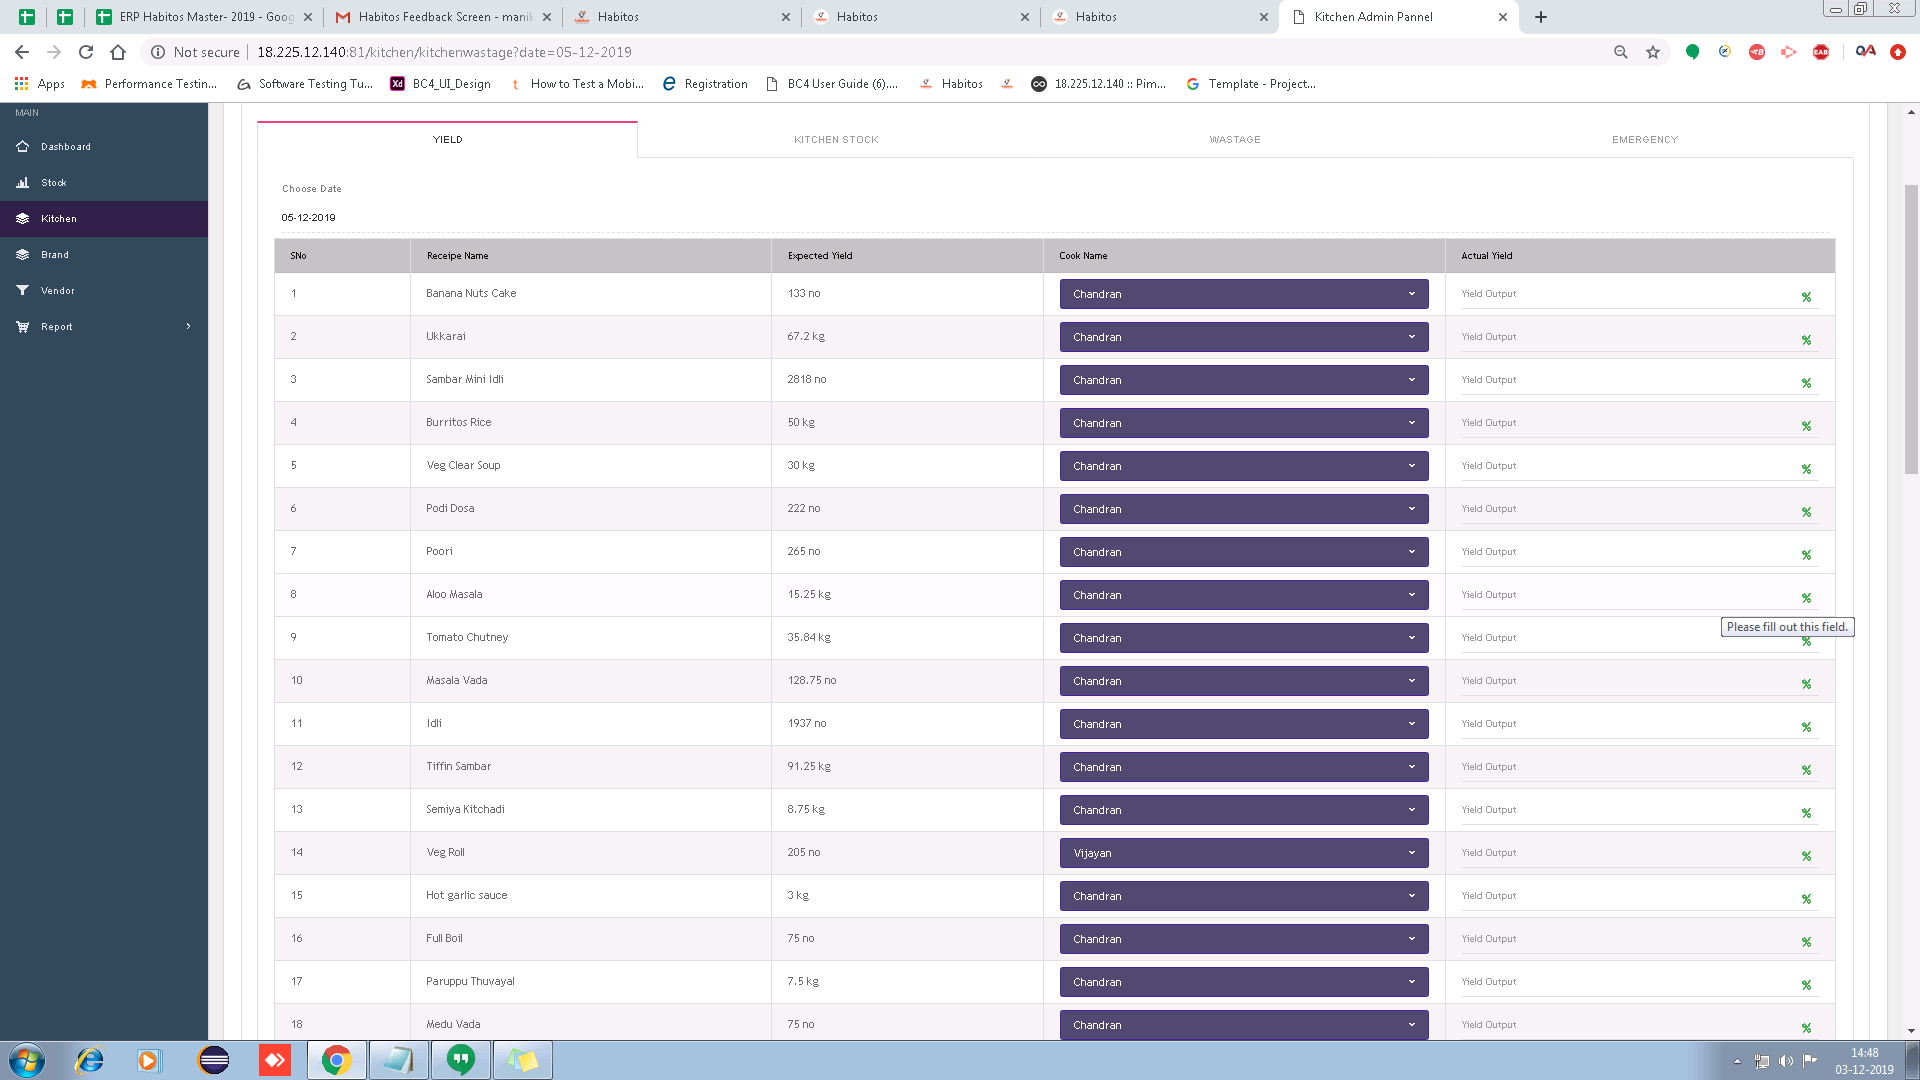 ERP Habitos Master- 2019 - Goog
Habitos Feedback Screen - manik
Habitos
Habitos
Habitos
Kitchen Admin Pannel
Not secure
18.225.12.140:81/kitchen/kitchenwastage?date=05-12-2019
Apps
Performance Testin...
Software Testing Tu...
BC4_UI_Design
How to Test a Mobi...
Registration
BC4 User Guide (6)....
Habitos
18.225.12.140 :: Pim...
Template - Project...
MAIN
Dashboard
Stock
Kitchen
Brand
Vendor
Report
YIELD
KITCHEN STOCK
WASTAGE
EMERGENCY
Choose Date
05-12-2019
SNo Receipe Name Expected Yield Cook Name Actual Yield
1 Banana Nuts Cake 133 no Chandran Yield Output %
2 Ukkarai 67.2 kg Chandran Yield Output %
3 Sambar Mini Idli 2818 no Chandran Yield Output %
4 Burritos Rice 50 kg Chandran Yield Output %
5 Veg Clear Soup 30 kg Chandran Yield Output %
6 Podi Dosa 222 no Chandran Yield Output %
7 Poori 265 no Chandran Yield Output %
8 Aloo Masala 15.25 kg Chandran Yield Output %
Please fill out this field.
9 Tomato Chutney 35.84 kg Chandran Yield Output %
10 Masala Vada 128.75 no Chandran Yield Output %
11 Idli 1937 no Chandran Yield Output %
12 Tiffin Sambar 91.25 kg Chandran Yield Output %
13 Semiya Kitchadi 8.75 kg Chandran Yield Output %
14 Veg Roll 205 no Vijayan Yield Output %
15 Hot garlic sauce 3 kg Chandran Yield Output %
16 Full Boil 75 no Chandran Yield Output %
17 Paruppu Thuvayal 7.5 kg Chandran Yield Output %
18 Medu Vada 75 no Chandran Yield Output %
14:48
03-12-2019